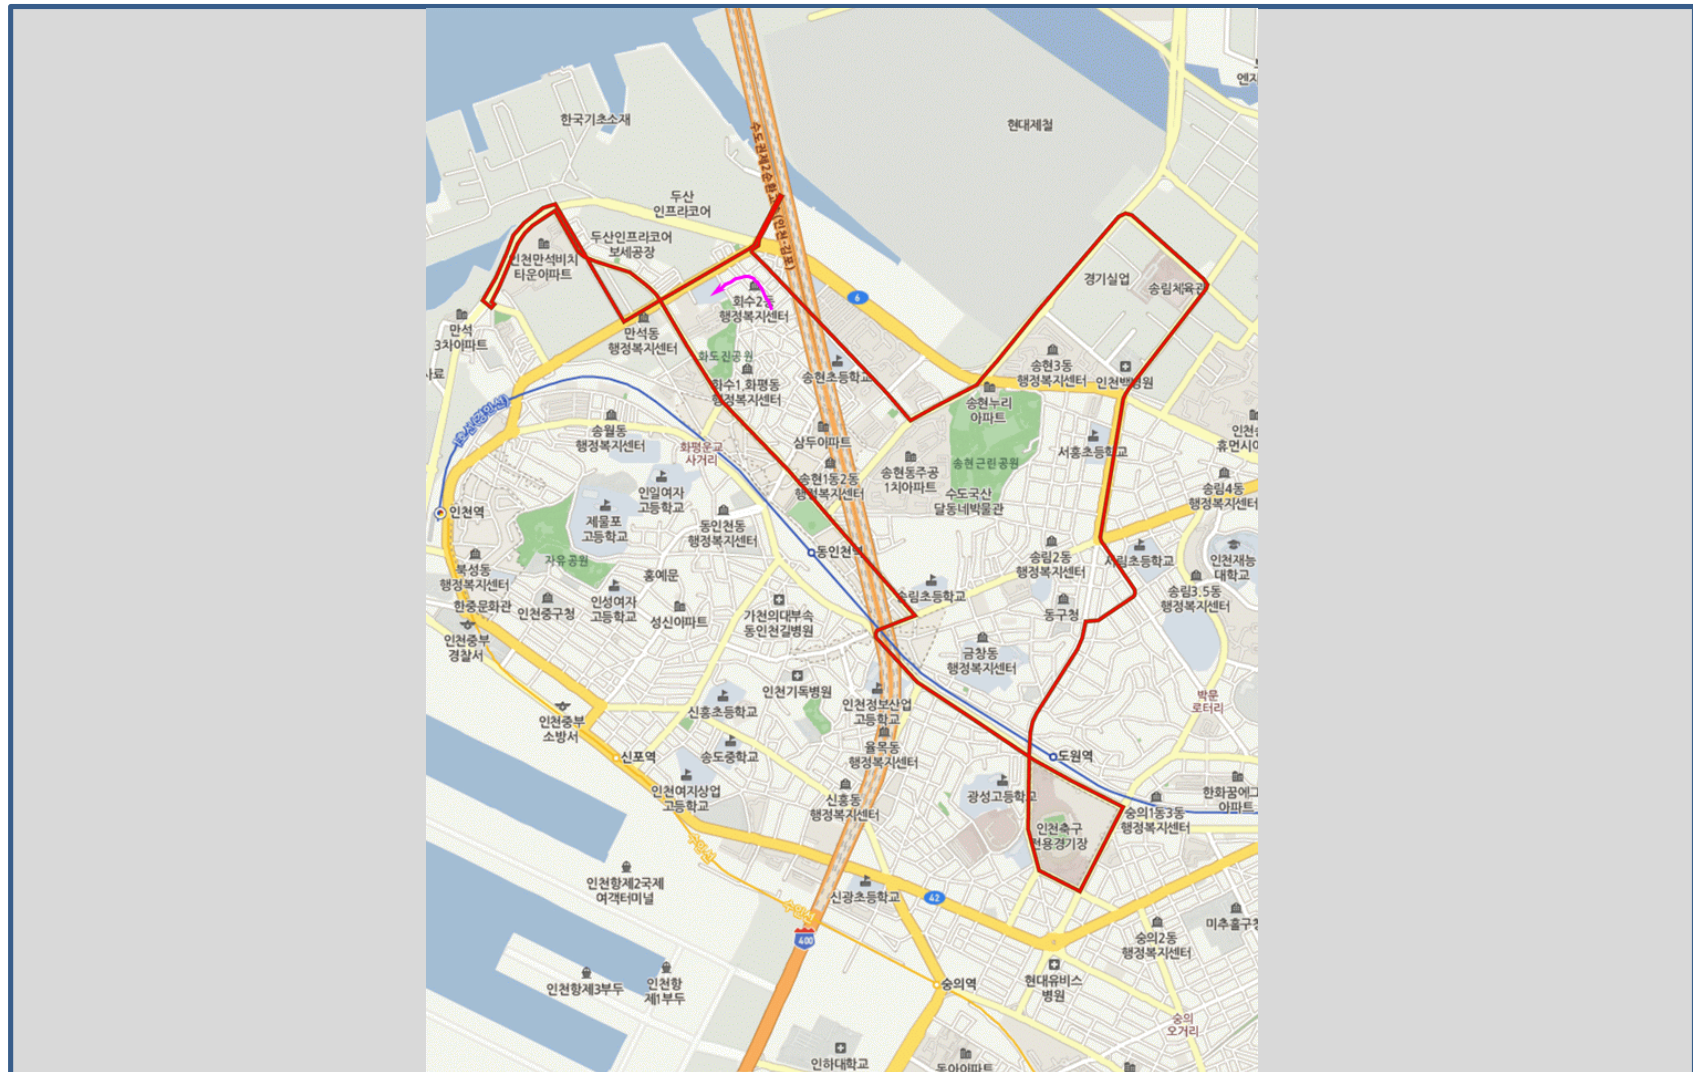 한국기초소재
현대제철
수도권제2순환고
(인천-김포)
두산
인프라코어
두산인프라코어
보세공장
인천만석비치
타운아파트
경기실업
송림체육관
회수2동
행정복지센터
6
만석
3차아파트
만석동
행정복지센터
화도진공원
송현초등학교
송현3동
행정복지센터
인천백병원
화수1,화평동
행정복지센터
송현누리
아파트
송월동
행정복지센터
화평운교
사거리
삼두아파트
서흥초등학교
송현근린공원
송현1동2동
행정복지센터
송현동주공
1차아파트
인일여자
고등학교
수도국산
달동네박물관
송림4동
행정복지센터
인천역
제물포
고등학교
동인천동
행정복지센터
동인천역
송림2동
행정복지센터
서림초등학교
인천재능
대학교
자유공원
북성동
행정복지센터
홍예문
송림초등학교
송림3.5동
행정복지센터
한중문화관
인천중구청
인성여자
고등학교
성신아파트
가천의대부속
동인천길병원
동구청
인천중부
경찰서
금창동
행정복지센터
인천기독병원
박문
로터리
신흥초등학교
인천정보산업
고등학교
인천중부
소방서
율목동
행정복지센터
신포역
송도중학교
도원역
인천여자상업
고등학교
신흥동
행정복지센터
광성고등학교
숭의1동3동
행정복지센터
한화꿈에그
아파트
인천축구
전용경기장
수인선
인천항제2국제
여객터미널
신광초등학교
42
수인선
400
미추홀구청
숭의2동
행정복지센터
인천항제3부두
인천항
제1부두
숭의역
현대유비스
병원
숭의
오거리
인하대학교
동아아파트